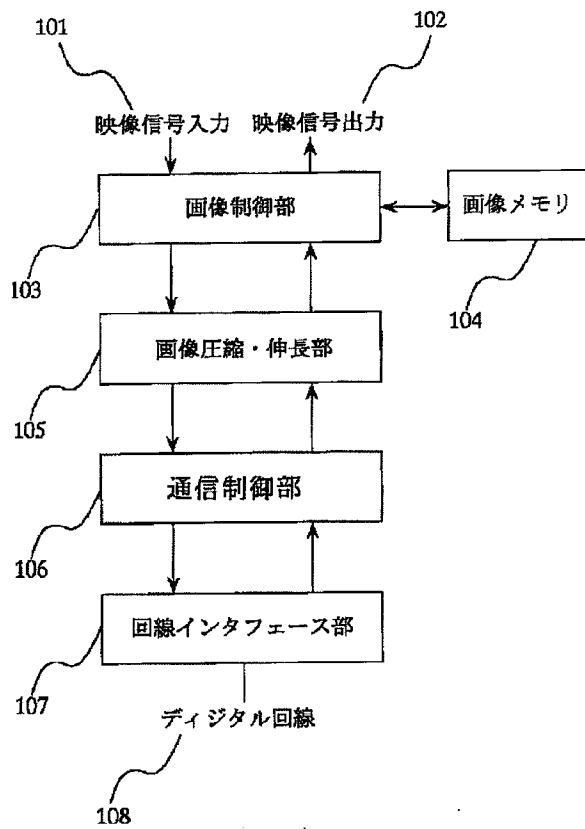 101
102
映像信号入力 映像信号出力
画像制御部
画像メモリ
103
104
画像圧縮・伸長部
105
通信制御部
106
回線インタフェース部
107
ディジタル回線
108